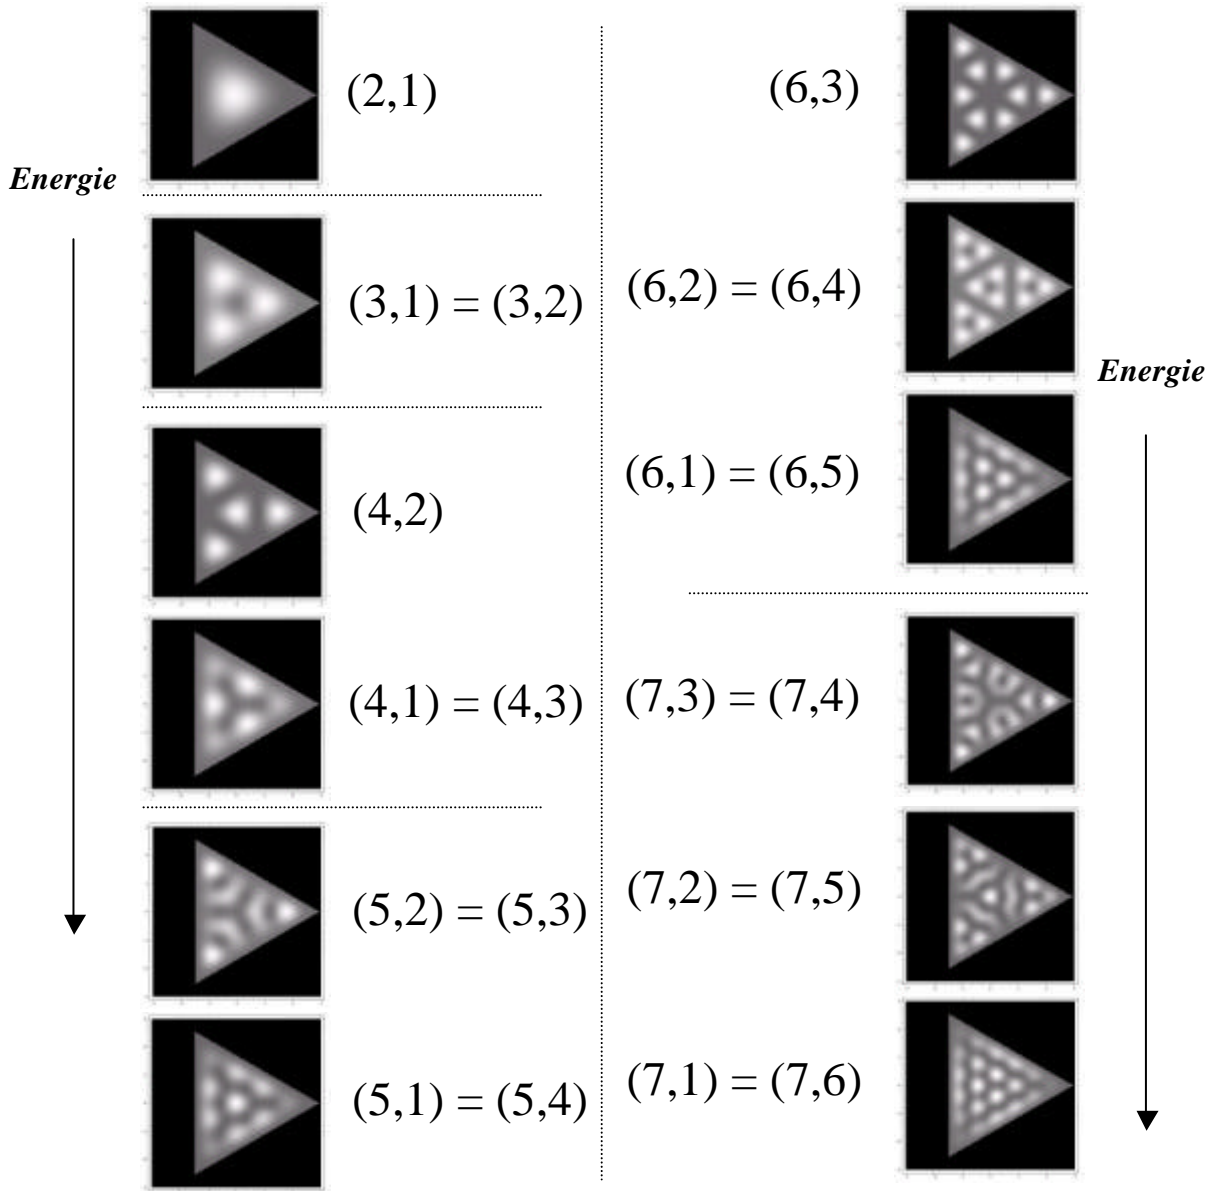 (2,1)
Energie
(3,1) = (3,2)
(4,2)
(4,1) = (4,3)
(5,2) = (5,3)
(5,1) = (5,4)
(6,3)
(6,2) = (6,4)
Energie
(6,1) = (6,5)
(7,3) = (7,4)
(7,2) = (7,5)
(7,1) = (7,6)